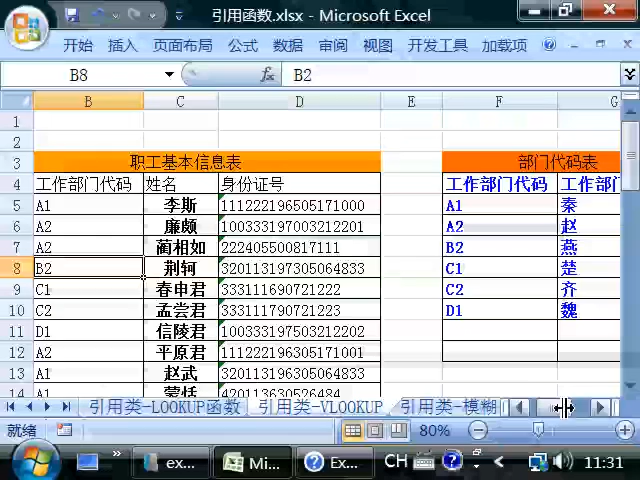 引用函数.xlsx - Microsoft Excel
开始 插入 页面布局 公式 数据 审阅 视图 开发工具 加载项
B8 fx B2
B C D E F G
1
2
3 职工基本信息表 部门代码表
4 工作部门代码 姓名 身份证号 工作部门代码 工作部门
5 A1 李斯 111222196505171000 A1 秦
6 A2 廉颇 100333197003212201 A2 赵
7 A2 蔺相如 222405500817111 B2 燕
8 B2 荆轲 320113197305064833 C1 楚
9 C1 春申君 333111690721222 C2 齐
10 C2 孟尝君 333111790721223 D1 魏
11 D1 信陵君 100333197503212202
12 A2 平原君 111222196305171001
13 A1 赵武 320113196305064833
14 A1 蒙恬 420113630526484
引用类-LOOKUP函数 引用类-VLOOKUP 引用类-模糊
就绪 80%
ex... Mi... Ex... CH 11:31